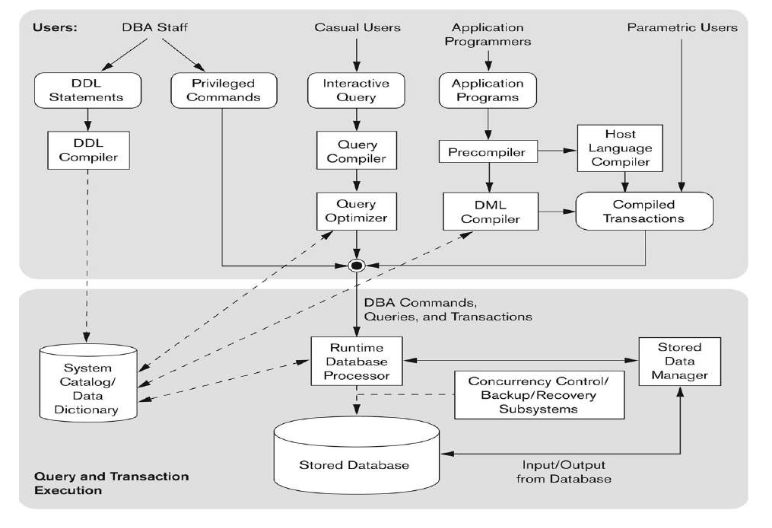 Users: DBA Staff Casual Users Application Programmers Parametric Users
DDL
Statements
Privileged
Commands
Interactive
Query
Application
Programs
DDL
Compiler
Query
Compiler
Precompiler
Host
Language
Compiler
Query
Optimizer
DML
Compiler
Compiled
Transactions
DBA Commands,
Queries, and Transactions
System
Catalog/
Data
Dictionary
Runtime
Database
Processor
Stored
Data
Manager
Concurrency Control/
Backup/Recovery
Subsystems
Stored Database
Input/Output
from Database
Query and Transaction
Execution